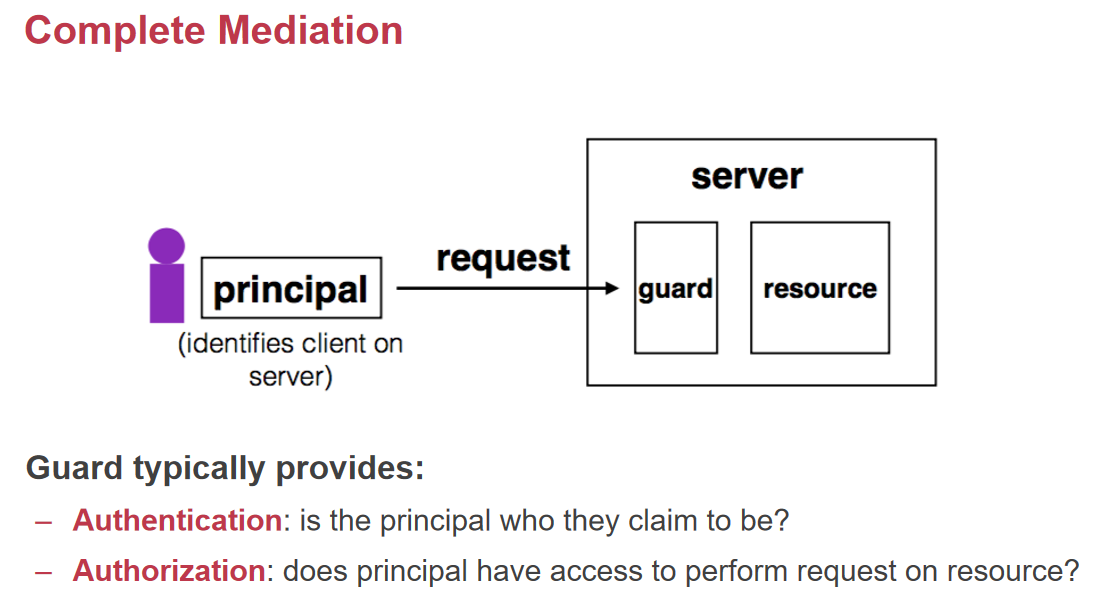 Complete Mediation
server
request
principal
guard
resource
(identifies client on
server)
Guard typically provides:
– Authentication: is the principal who they claim to be?
– Authorization: does principal have access to perform request on resource?